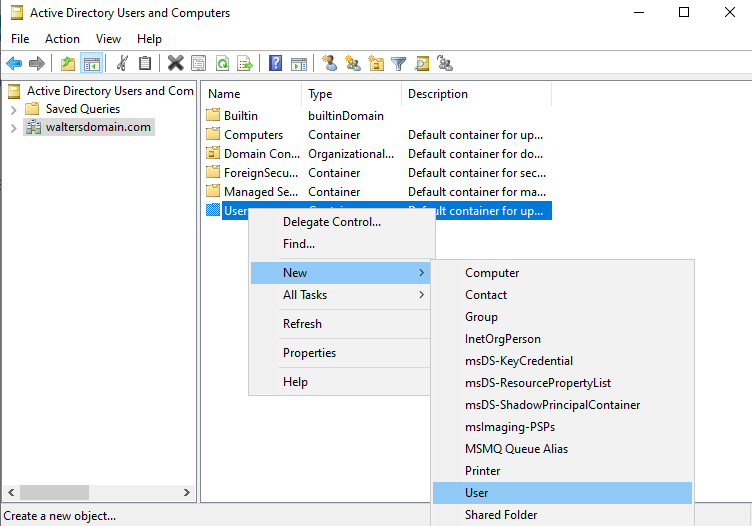 Active Directory Users and Computers
File Action View Help
Active Directory Users and Com
Saved Queries
waltersdomain.com
Name Type Description
Builtin builtinDomain
Computers Container Default container for up...
Domain Con... Organizational... Default container for do...
ForeignSecu... Container Default container for sec...
Managed Se... Container Default container for ma...
User Container Default container for up...
Delegate Control...
Find...
New
All Tasks
Refresh
Properties
Help
Computer
Contact
Group
InetOrgPerson
msDS-KeyCredential
msDS-ResourcePropertyList
msDS-ShadowPrincipalContainer
msImaging-PSPs
MSMQ Queue Alias
Printer
User
Shared Folder
Create a new object...